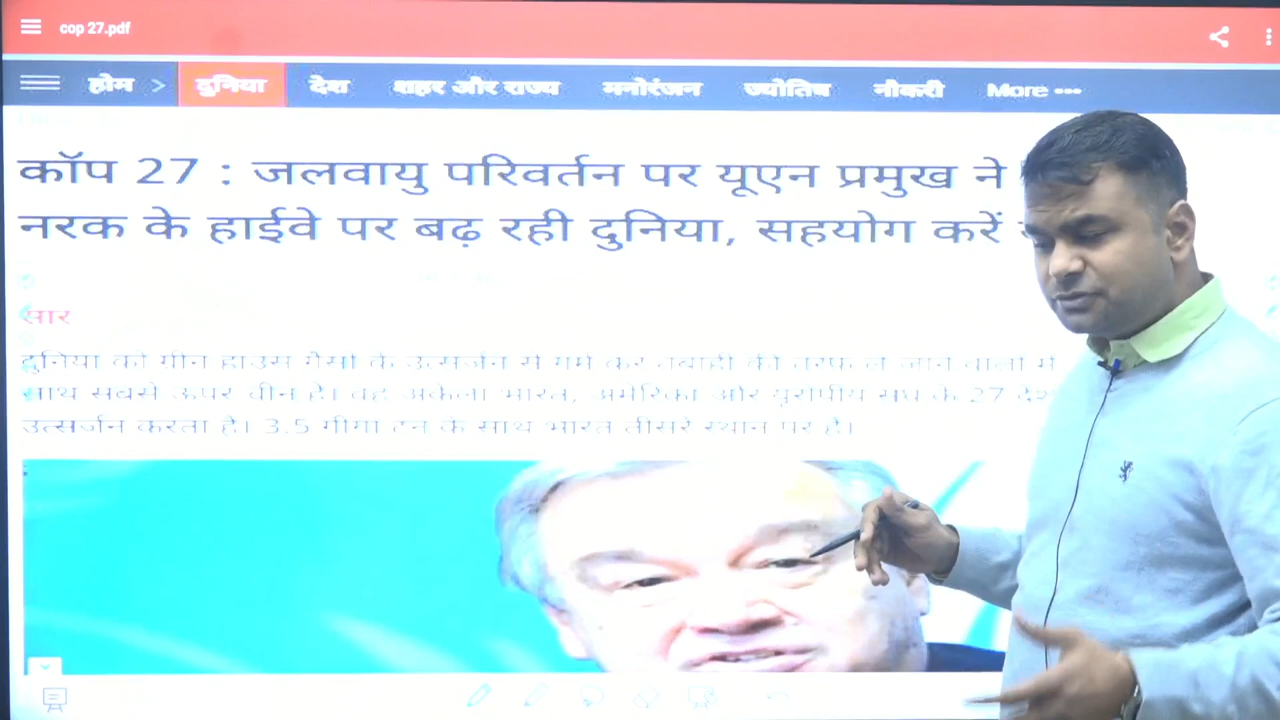 cop 27.pdf
होम > दुनिया देश शहर और राज्य मनोरंजन ज्योतिष नौकरी More •••
कॉप 27 : जलवायु परिवर्तन पर यूएन प्रमुख ने
नरक के हाईवे पर बढ़ रही दुनिया, सहयोग करें
सार
दुनिया को ग्रीन हाउस गैसों के उत्सर्जन से गर्म कर तबाही की तरफ ले जाने वालों में
साथ सबसे ऊपर चीन है। वह अकेला भारत, अमेरिका और यूरोपीय संघ के 27
उत्सर्जन करता है। 3.5 गीगा टन के साथ भारत तीसरे स्थान पर है।